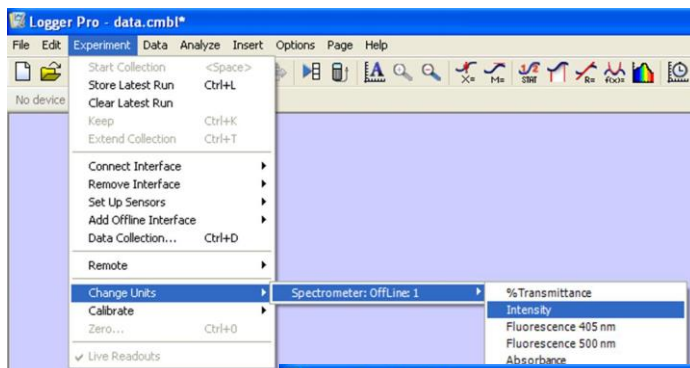 Logger Pro - data.cmbl*
File Edit Experiment Data Analyze Insert Options Page Help
No device
Start Collection <Space>
Store Latest Run Ctrl+L
Clear Latest Run
Keep Ctrl+K
Extend Collection Ctrl+T
Connect Interface
Remove Interface
Set Up Sensors
Add Offline Interface
Data Collection... Ctrl+D
Remote
Change Units
Calibrate
Zero... Ctrl+0
Live Readouts
Spectrometer: OffLine: 1
%Transmittance
Intensity
Fluorescence 405 nm
Fluorescence 500 nm
Absorbance